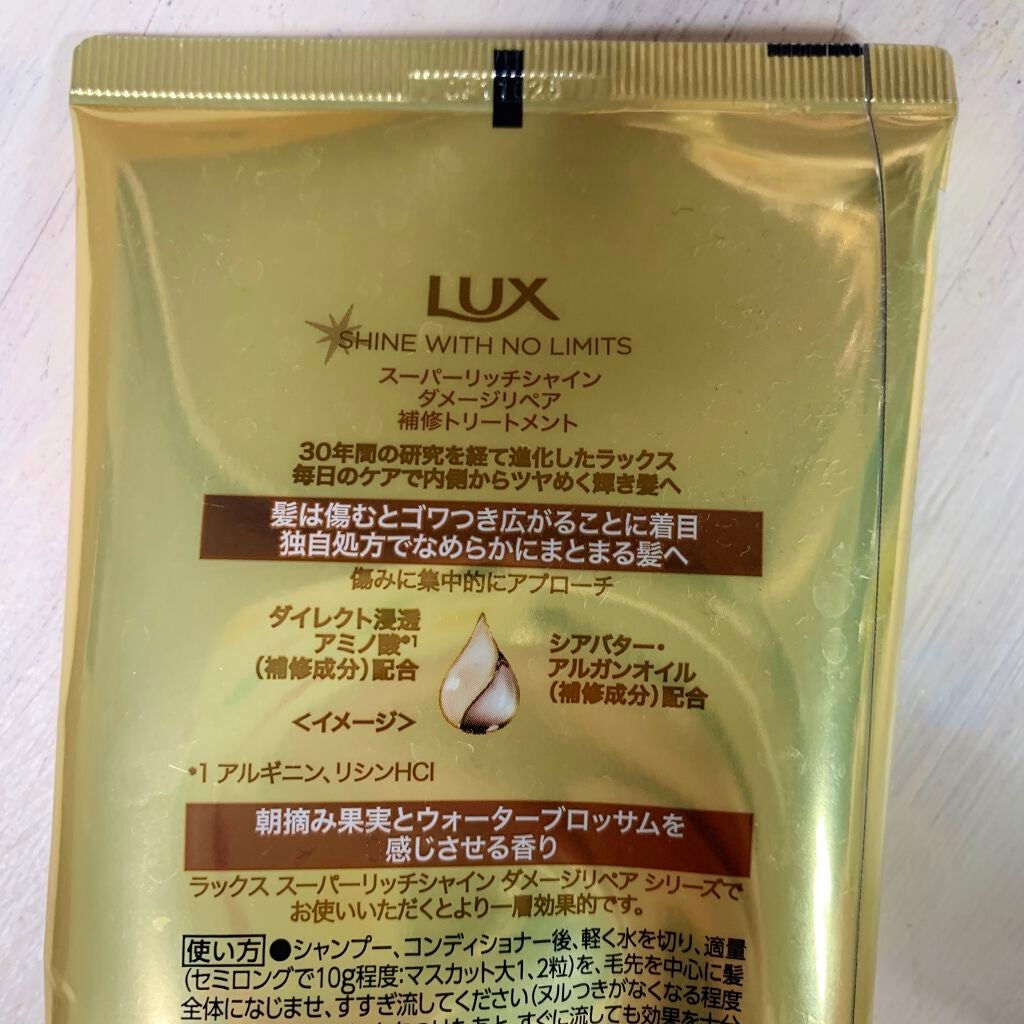 LUX
SHINE WITH NO LIMITS
スーパーリッチシャイン
ダメージリペア
補修トリートメント
30年間の研究を経て進化したラックス
毎日のケアで内側からツヤめく輝き髪へ
髪は傷むとゴワつき広がることに着目
独自処方でなめらかにまとまる髪へ
傷みに集中的にアプローチ
ダイレクト浸透
アミノ酸*1
(補修成分)配合
シアバター・
アルガンオイル
(補修成分)配合
<イメージ>
*1 アルギニン、リシンHCl
朝摘み果実とウォーターブロッサムを
感じさせる香り
ラックス スーパーリッチシャイン ダメージリペア シリーズで
お使いいただくとより一層効果的です。
使い方 ●シャンプー、コンディショナー後、軽く水を切り、適量
(セミロングで10g程度:マスカット大1、2粒)を、毛先を中心に髪
全体になじませ、すすぎ流してください(ヌルつきがなくなる程度
すぐに流しても効果を十分